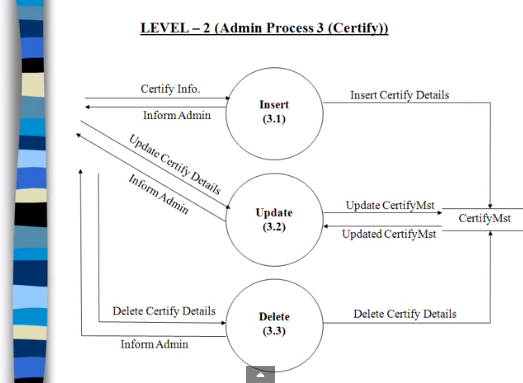 LEVEL – 2 (Admin Process 3 (Certify))
Certify Info.
Inform Admin
Insert
(3.1)
Insert Certify Details
Update Certify Details
Inform Admin
Update
(3.2)
Update CertifyMst
Updated CertifyMst
CertifyMst
Delete Certify Details
Inform Admin
Delete
(3.3)
Delete Certify Details